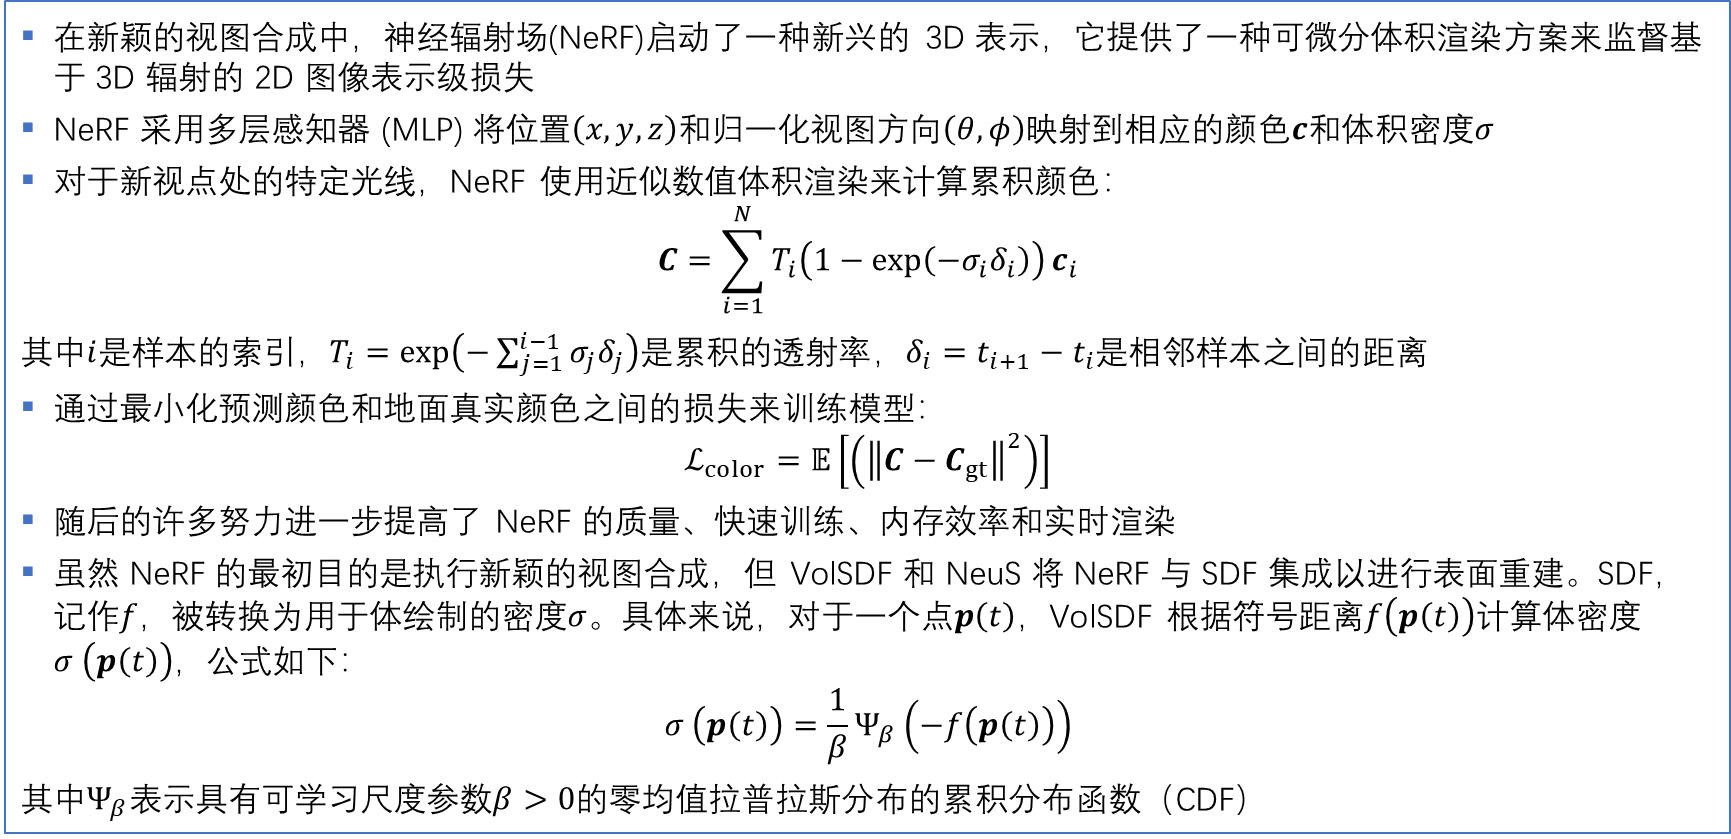 ▪ 在新颖的视图合成中，神经辐射场(NeRF)启动了一种新兴的 3D 表示，它提供了一种可微分体积渲染方案来监督基
于 3D 辐射的 2D 图像表示级损失
▪ NeRF 采用多层感知器 (MLP) 将位置(x, y, z)和归一化视图方向(θ, ϕ)映射到相应的颜色c和体积密度σ
▪ 对于新视点处的特定光线，NeRF 使用近似数值体积渲染来计算累积颜色：
C = ∑_{i=1}^{N} T_i(1 − exp(−σ_iδ_i)) c_i
其中i是样本的索引，T_i = exp(− ∑_{j=1}^{i−1} σ_jδ_j)是累积的透射率，δ_i = t_{i+1} − t_i是相邻样本之间的距离
▪ 通过最小化预测颜色和地面真实颜色之间的损失来训练模型：
ℒ_color = 𝔼[(‖C − C_gt‖^2)]
▪ 随后的许多努力进一步提高了 NeRF 的质量、快速训练、内存效率和实时渲染
▪ 虽然 NeRF 的最初目的是执行新颖的视图合成，但 VolSDF 和 NeuS 将 NeRF 与 SDF 集成以进行表面重建。SDF，
记作f，被转换为用于体绘制的密度σ。具体来说，对于一个点p(t)，VolSDF 根据符号距离f(p(t))计算体密度
σ (p(t))，公式如下：
σ (p(t)) = \frac{1}{β} Ψ_β (−f(p(t)))
其中Ψ_β表示具有可学习尺度参数β > 0的零均值拉普拉斯分布的累积分布函数（CDF）